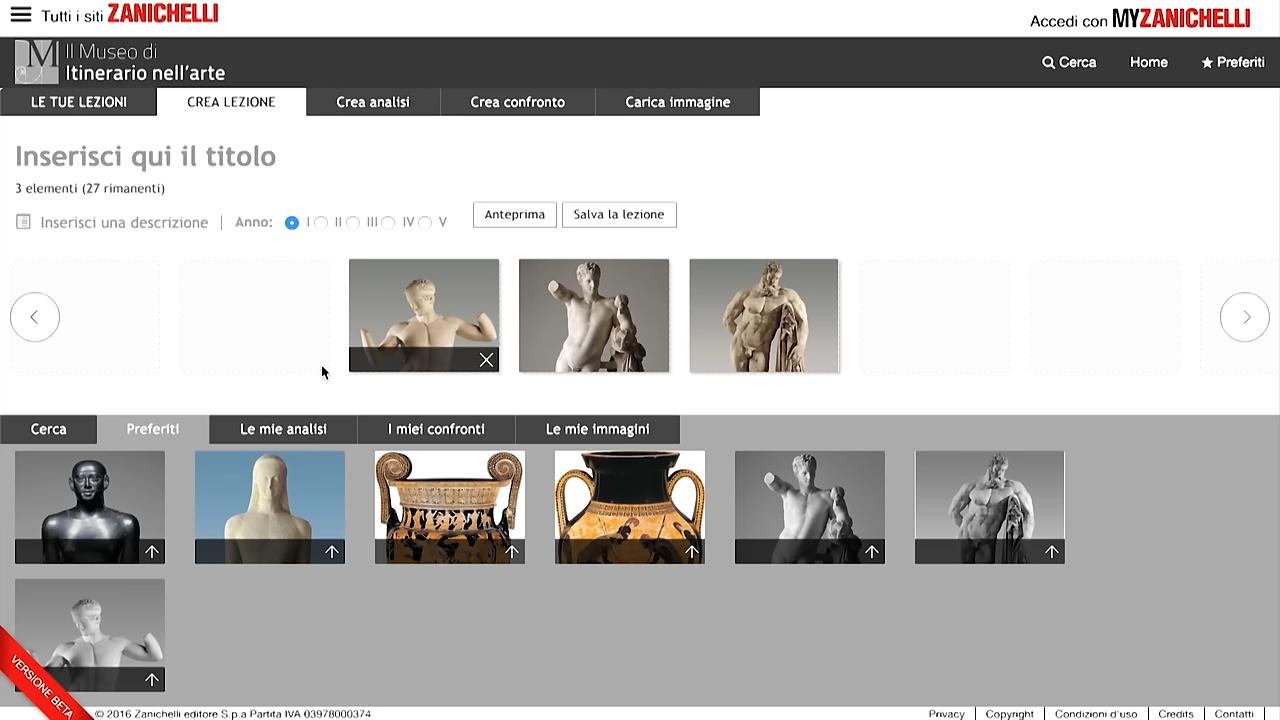 Tutti i siti ZANICHELLI
Accedi con MYZANICHELLI
M Il Museo di
Itinerario nell'arte
Cerca Home Preferiti
LE TUE LEZIONI CREA LEZIONE Crea analisi Crea confronto Carica immagine
Inserisci qui il titolo
3 elementi (27 rimanenti)
Inserisci una descrizione | Anno: I II III IV V Anteprima Salva la lezione
Cerca Preferiti Le mie analisi I miei confronti Le mie immagini
VERSIONE BETA
© 2016 Zanichelli editore S.p.a Partita IVA 03978000374
Privacy | Copyright | Condizioni d'uso | Credits | Contatti |